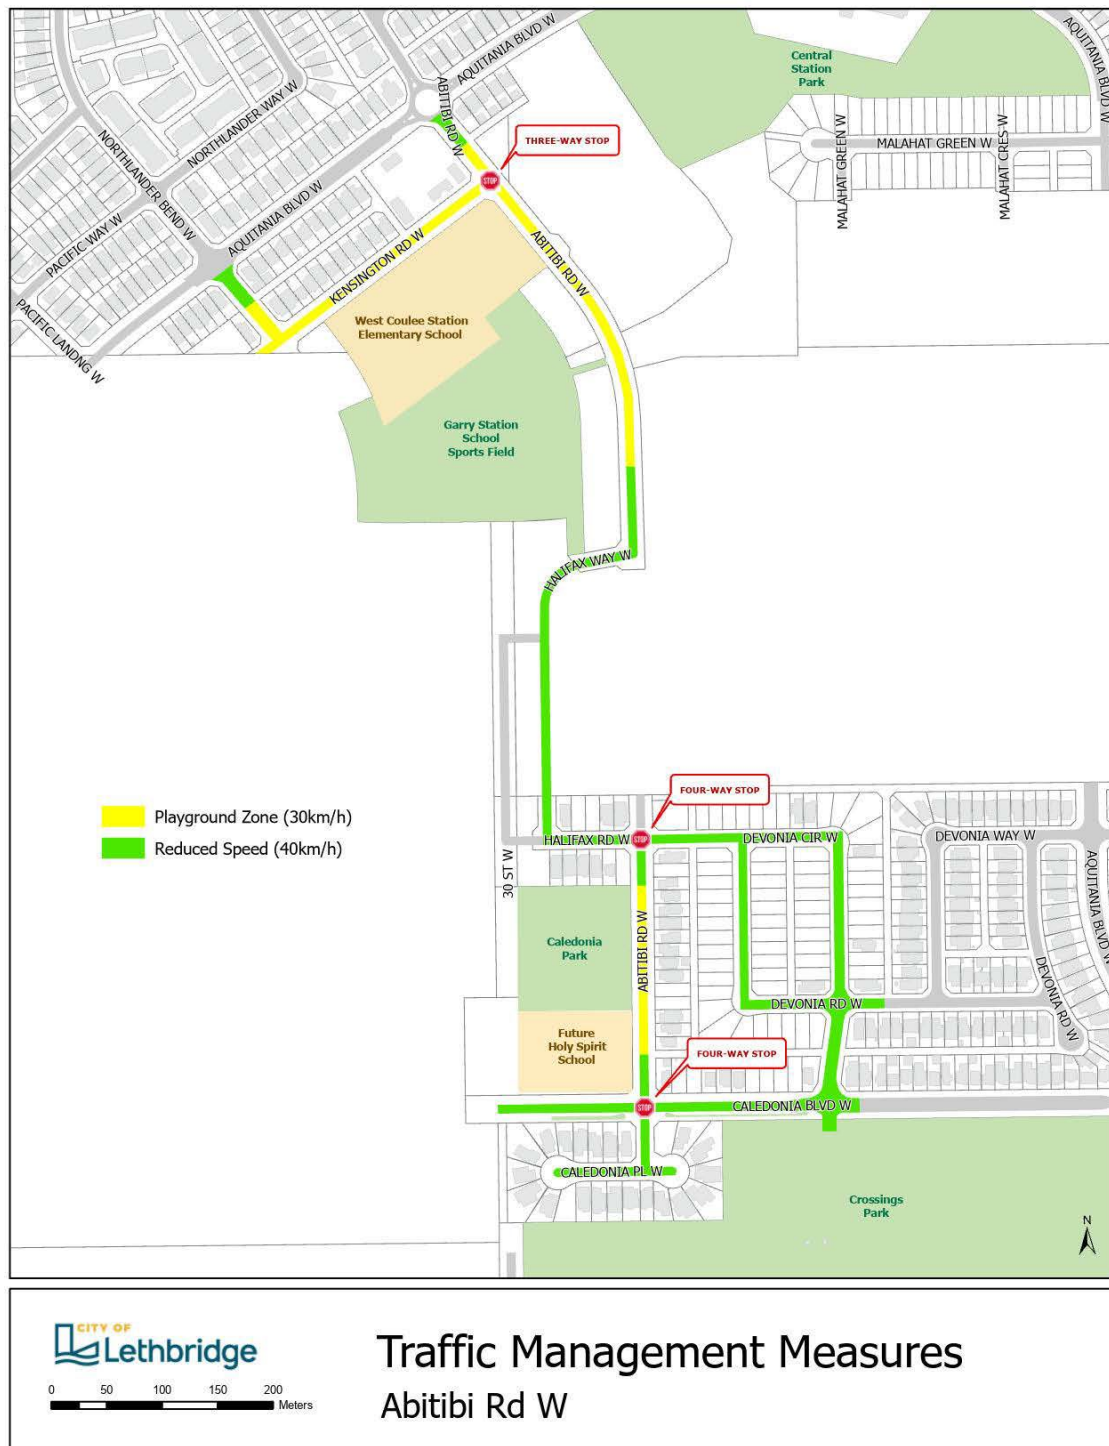 AQUITANIA BLVD W
Central
Station
Park
AQUITANIA BLVD W
ABITIBI RD W
NORTHLANDER WAY W
NORTHLANDER BEND W
THREE-WAY STOP
STOP
MALAHAT GREEN W
MALAHAT GREEN W
MALAHAT CRES W
AQUITANIA BLVD W
PACIFIC WAY W
KENSINGTON RD W
ABITIBI RD W
PACIFIC LANDNG W
West Coulee Station
Elementary School
Garry Station
School
Sports Field
HALIFAX WAY W
FOUR-WAY STOP
Playground Zone (30km/h)
Reduced Speed (40km/h)
HALIFAX RD W
STOP
DEVONIA CIR W
DEVONIA WAY W
30 ST W
AQUITANIA BLVD W
Caledonia
Park
ABITIBI RD W
DEVONIA RD W
DEVONIA RD W
Future
Holy Spirit
School
FOUR-WAY STOP
STOP
CALEDONIA BLVD W
CALEDONIA PL W
Crossings
Park
N
CITY OF
Lethbridge
0 50 100 150 200
Meters
Traffic Management Measures
Abitibi Rd W